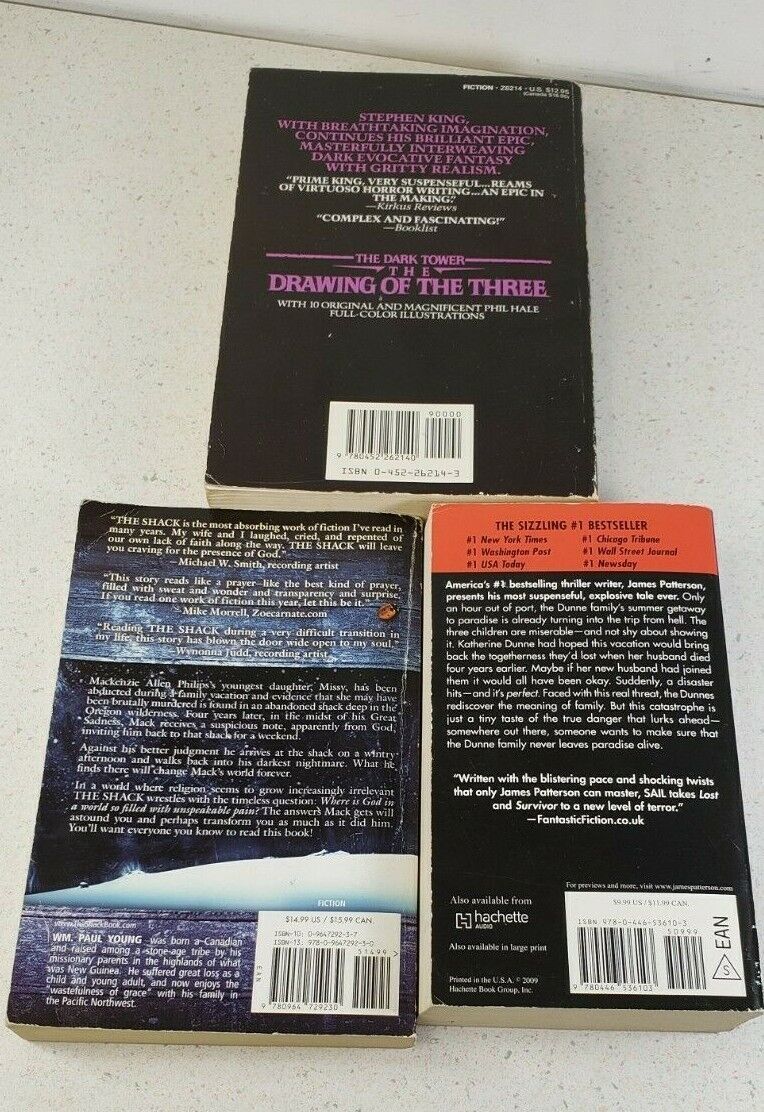 FICTION · Z6214 · U.S. $12.95
STEPHEN KING,
WITH BREATHTAKING IMAGINATION,
CONTINUES HIS BRILLIANT EPIC,
MASTERFULLY INTERWEAVING
DARK EVOCATIVE FANTASY
WITH GRITTY REALISM.
“PRIME KING, VERY SUSPENSEFUL...REAMS
OF VIRTUOSO HORROR WRITING...AN EPIC IN
THE MAKING.”
—Kirkus Reviews
“COMPLEX AND FASCINATING!”
—Booklist
THE DARK TOWER
THE
DRAWING OF THE THREE
WITH 10 ORIGINAL AND MAGNIFICENT PHIL HALE
FULL-COLOR ILLUSTRATIONS
90000
9 780452 262140
ISBN 0-452-26214-3
“THE SHACK is the most absorbing work of fiction I've read in
many years. My wife and I laughed, cried, and repented of
our own lack of faith along the way. THE SHACK will leave
you craving for the presence of God.”
—Michael W. Smith, recording artist
“This story reads like a prayer–like the best kind of prayer,
filled with sweat and wonder and transparency and surprise.
If you read one work of fiction this year, let this be it.”
—Mike Morrell, Zoecarnate.com
“Reading THE SHACK during a very difficult transition in
my life, this story has blown the door wide open to my soul.”
—Wynonna Judd, recording artist
Mackenzie Allen Philips's youngest daughter, Missy, has been
abducted during a family vacation and evidence that she may have
been brutally murdered is found in an abandoned shack deep in the
Oregon wilderness. Four years later, in the midst of his Great
Sadness, Mack receives a suspicious note, apparently from God,
inviting him back to that shack for a weekend.
Against his better judgment he arrives at the shack on a wintry
afternoon and walks back into his darkest nightmare. What he
finds there will change Mack's world forever.
In a world where religion seems to grow increasingly irrelevant
THE SHACK wrestles with the timeless question: Where is God in
a world so filled with unspeakable pain? The answers Mack gets will
astound you and perhaps transform you as much as it did him.
You'll want everyone you know to read this book!
FICTION
www.theshackbook.com
WM. PAUL YOUNG was born a Canadian
and raised among a stone-age tribe by his
missionary parents in the highlands of what
was New Guinea. He suffered great loss as a
child and young adult, and now enjoys the
“wastefulness of grace” with his family in
the Pacific Northwest.
$14.99 US / $15.99 CAN.
ISBN-10: 0-9647292-3-7
ISBN-13: 978-0-9647292-3-0
51499 >
EAN
9 780964 729230
THE SIZZLING #1 BESTSELLER
#1 New York Times #1 Chicago Tribune
#1 Washington Post #1 Wall Street Journal
#1 USA Today #1 Newsday
America's #1 bestselling thriller writer, James Patterson,
presents his most suspenseful, explosive tale ever. Only
an hour out of port, the Dunne family's summer getaway
to paradise is already turning into the trip from hell. The
three children are miserable—and not shy about showing
it. Katherine Dunne had hoped this vacation would bring
back the togetherness they'd lost when her husband died
four years earlier. Maybe if her new husband had joined
them it would all have been okay. Suddenly, a disaster
hits—and it's perfect. Faced with this real threat, the Dunnes
rediscover the meaning of family. But this catastrophe is
just a tiny taste of the true danger that lurks ahead—
somewhere out there, someone wants to make sure that
the Dunne family never leaves paradise alive.
“Written with the blistering pace and shocking twists
that only James Patterson can master, SAIL takes Lost
and Survivor to a new level of terror.”
—FantasticFiction.co.uk
For previews and more, visit www.jamespatterson.com
Also available from
hachette
AUDIO
Also available in large print
Printed in the U.S.A. © 2009
Hachette Book Group, Inc.
$9.99 US / $11.99 CAN.
ISBN 978-0-446-53610-3
50999
9 780446 536103
EAN
S